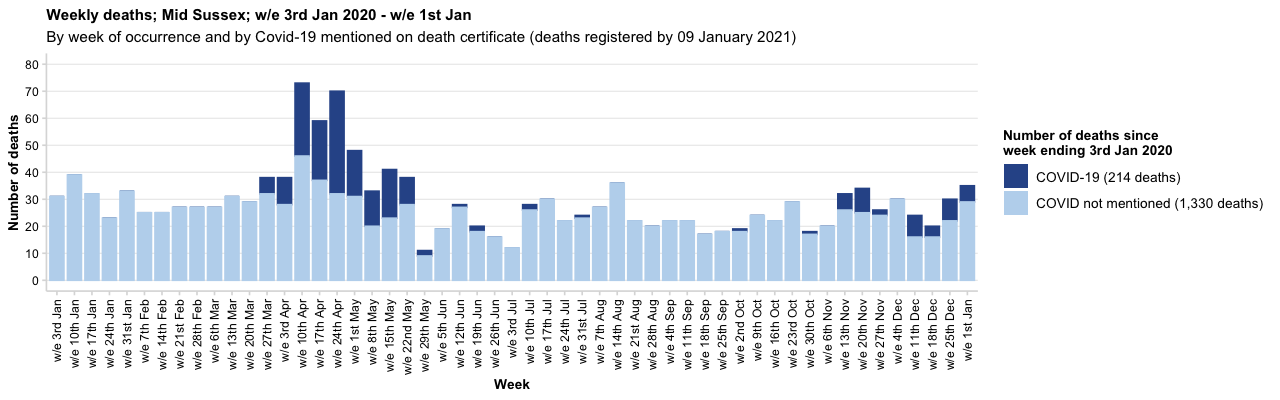 Weekly deaths; Mid Sussex; w/e 3rd Jan 2020 - w/e 1st Jan
By week of occurrence and by Covid-19 mentioned on death certificate (deaths registered by 09 January 2021)
Number of deaths
80
70
60
50
40
30
20
10
0
w/e 3rd Jan
w/e 10th Jan
w/e 17th Jan
w/e 24th Jan
w/e 31st Jan
w/e 7th Feb
w/e 14th Feb
w/e 21st Feb
w/e 28th Feb
w/e 6th Mar
w/e 13th Mar
w/e 20th Mar
w/e 27th Mar
w/e 3rd Apr
w/e 10th Apr
w/e 17th Apr
w/e 24th Apr
w/e 1st May
w/e 8th May
w/e 15th May
w/e 22nd May
w/e 29th May
w/e 5th Jun
w/e 12th Jun
w/e 19th Jun
w/e 26th Jun
w/e 3rd Jul
w/e 10th Jul
w/e 17th Jul
w/e 24th Jul
w/e 31st Jul
w/e 7th Aug
w/e 14th Aug
w/e 21st Aug
w/e 28th Aug
w/e 4th Sep
w/e 11th Sep
w/e 18th Sep
w/e 25th Sep
w/e 2nd Oct
w/e 9th Oct
w/e 16th Oct
w/e 23rd Oct
w/e 30th Oct
w/e 6th Nov
w/e 13th Nov
w/e 20th Nov
w/e 27th Nov
w/e 4th Dec
w/e 11th Dec
w/e 18th Dec
w/e 25th Dec
w/e 1st Jan
Week
Number of deaths since
week ending 3rd Jan 2020
COVID-19 (214 deaths)
COVID not mentioned (1,330 deaths)